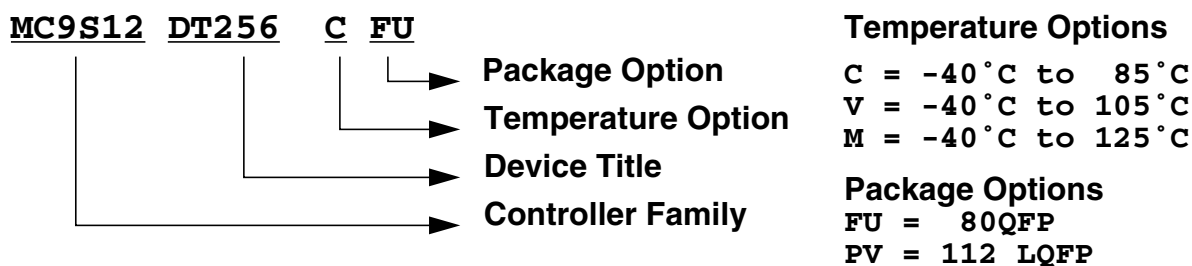 MC9S12 DT256 C FU
Package Option
Temperature Option
Device Title
Controller Family
Temperature Options
C = -40˚C to 85˚C
V = -40˚C to 105˚C
M = -40˚C to 125˚C
Package Options
FU = 80QFP
PV = 112 LQFP